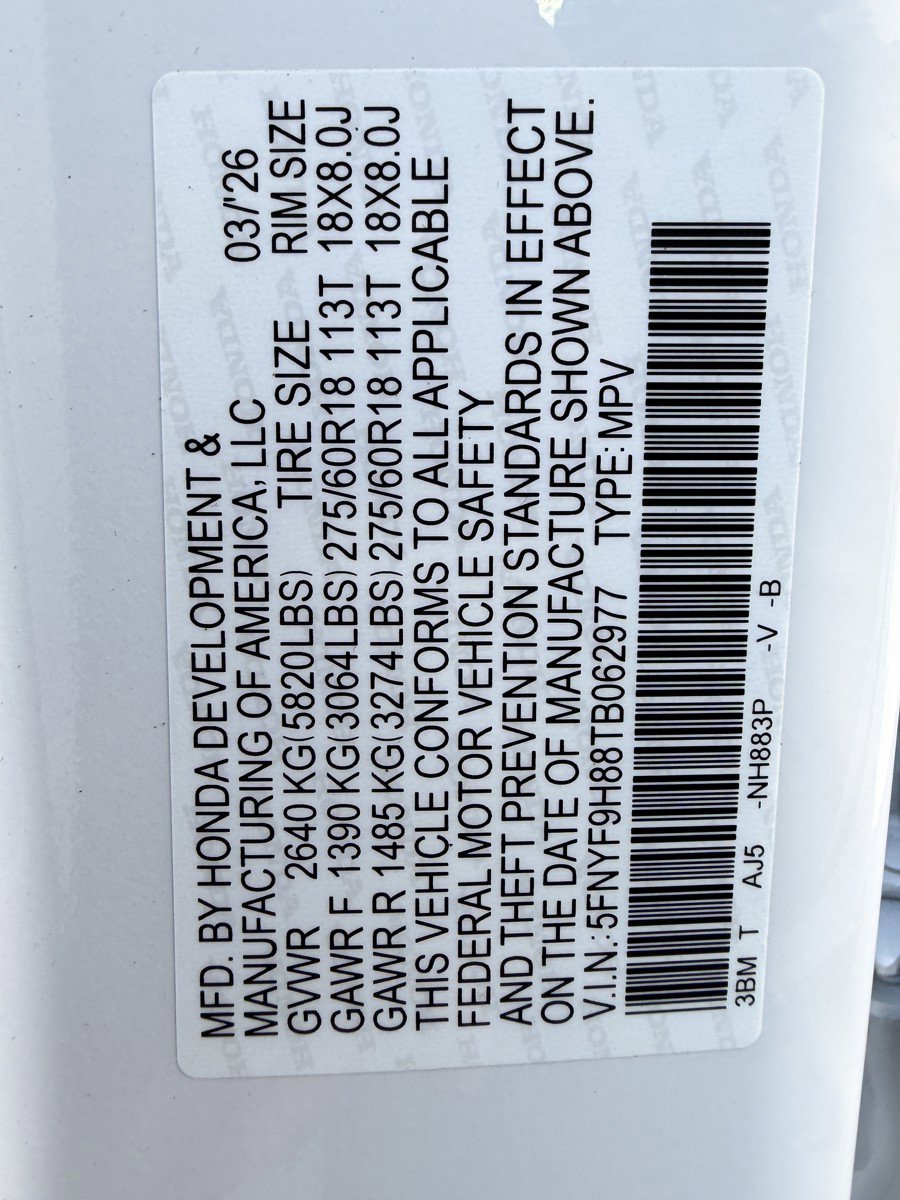 MFD. BY HONDA DEVELOPMENT &
MANUFACTURING OF AMERICA, LLC 03/'26
GVWR 2640 KG(5820LBS) TIRE SIZE RIM SIZE
GAWR F 1390 KG(3064LBS) 275/60R18 113T 18X8.0J
GAWR R 1485 KG(3274LBS) 275/60R18 113T 18X8.0J
THIS VEHICLE CONFORMS TO ALL APPLICABLE
FEDERAL MOTOR VEHICLE SAFETY
AND THEFT PREVENTION STANDARDS IN EFFECT
ON THE DATE OF MANUFACTURE SHOWN ABOVE.
V.I.N.: 5FNYF9H88TB062977 TYPE: MPV
3BM T AJ5 -NH883P -V -B